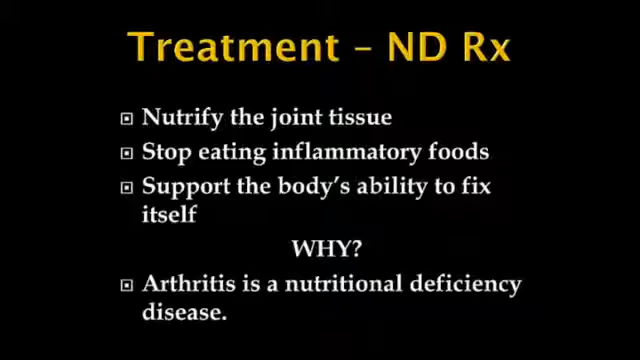 Treatment – ND Rx
Nutrify the joint tissue
Stop eating inflammatory foods
Support the body's ability to fix
itself
WHY?
Arthritis is a nutritional deficiency
disease.